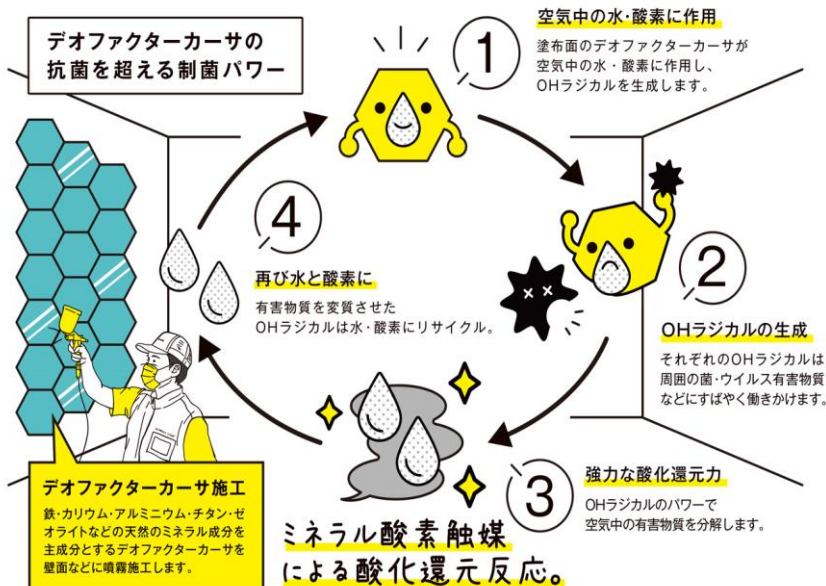 デオファクターカーサの
抗菌を超える制菌パワー
1
空気中の水・酸素に作用
塗布面のデオファクターカーサが
空気中の水・酸素に作用し、
OHラジカルを生成します。
2
OHラジカルの生成
それぞれのOHラジカルは
周囲の菌・ウイルス有害物質
などにすばやく働きかけます。
3
強力な酸化還元力
OHラジカルのパワーで
空気中の有害物質を分解します。
4
再び水と酸素に
有害物質を変質させた
OHラジカルは水・酸素にリサイクル。
デオファクターカーサ施工
鉄・カリウム・アルミニウム・チタン・ゼ
オライトなどの天然のミネラル成分を
主成分とするデオファクターカーサを
壁面などに噴霧施工します。
ミネラル酸素触媒
による酸化還元反応。